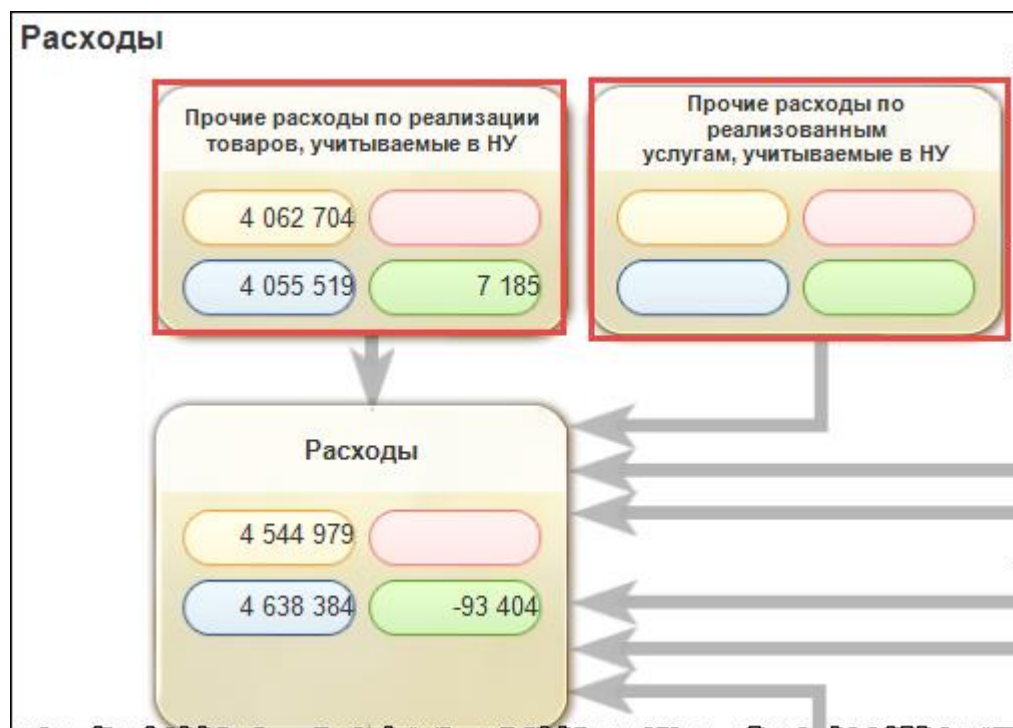 Расходы
Прочие расходы по реализации
товаров, учитываемые в НУ
4 062 704
4 055 519 7 185
Прочие расходы по
реализованным
услугам, учитываемые в НУ
Расходы
4 544 979
4 638 384 -93 404